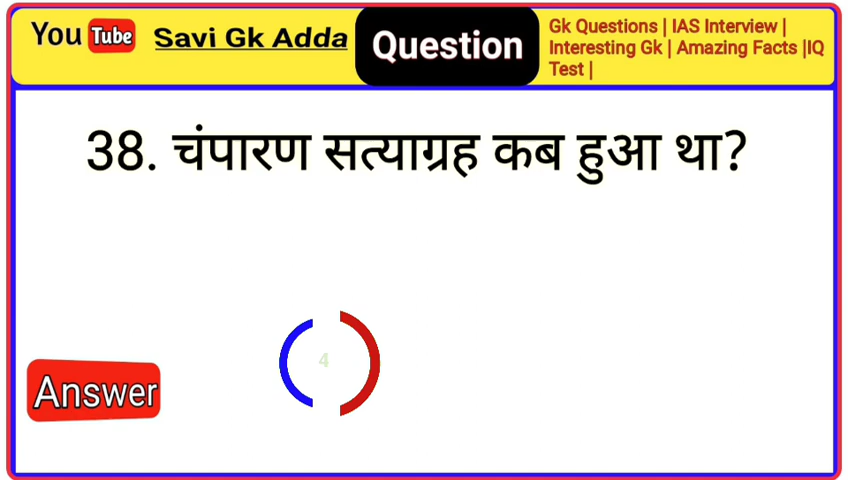 You Tube Savi Gk Adda Question
Gk Questions | IAS Interview |
Interesting Gk | Amazing Facts |IQ
Test |
38. चंपारण सत्याग्रह कब हुआ था?
4
Answer